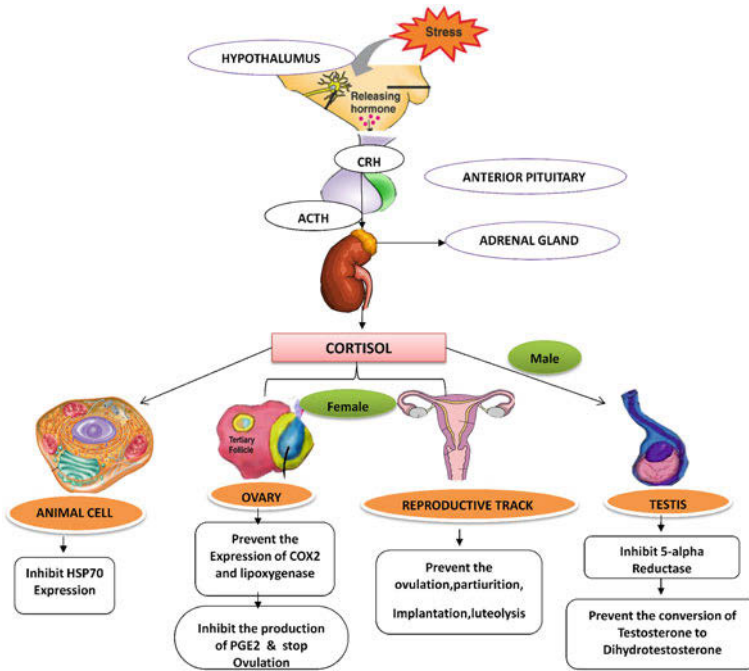 Stress
HYPOTHALUMUS
Releasing
hormone
CRH
ANTERIOR PITUITARY
ACTH
ADRENAL GLAND
CORTISOL
Male
Female
Tertiary
Follicle
ANIMAL CELL
OVARY
REPRODUCTIVE TRACK
TESTIS
Inhibit HSP70
Expression
Prevent the
Expression of COX2
and lipoxygenase
Inhibit the production
of PGE2 & stop
Ovulation
Prevent the
ovulation,partiurition,
Implantation,luteolysis
Inhibit 5-alpha
Reductase
Prevent the conversion of
Testosterone to
Dihydrotestosterone